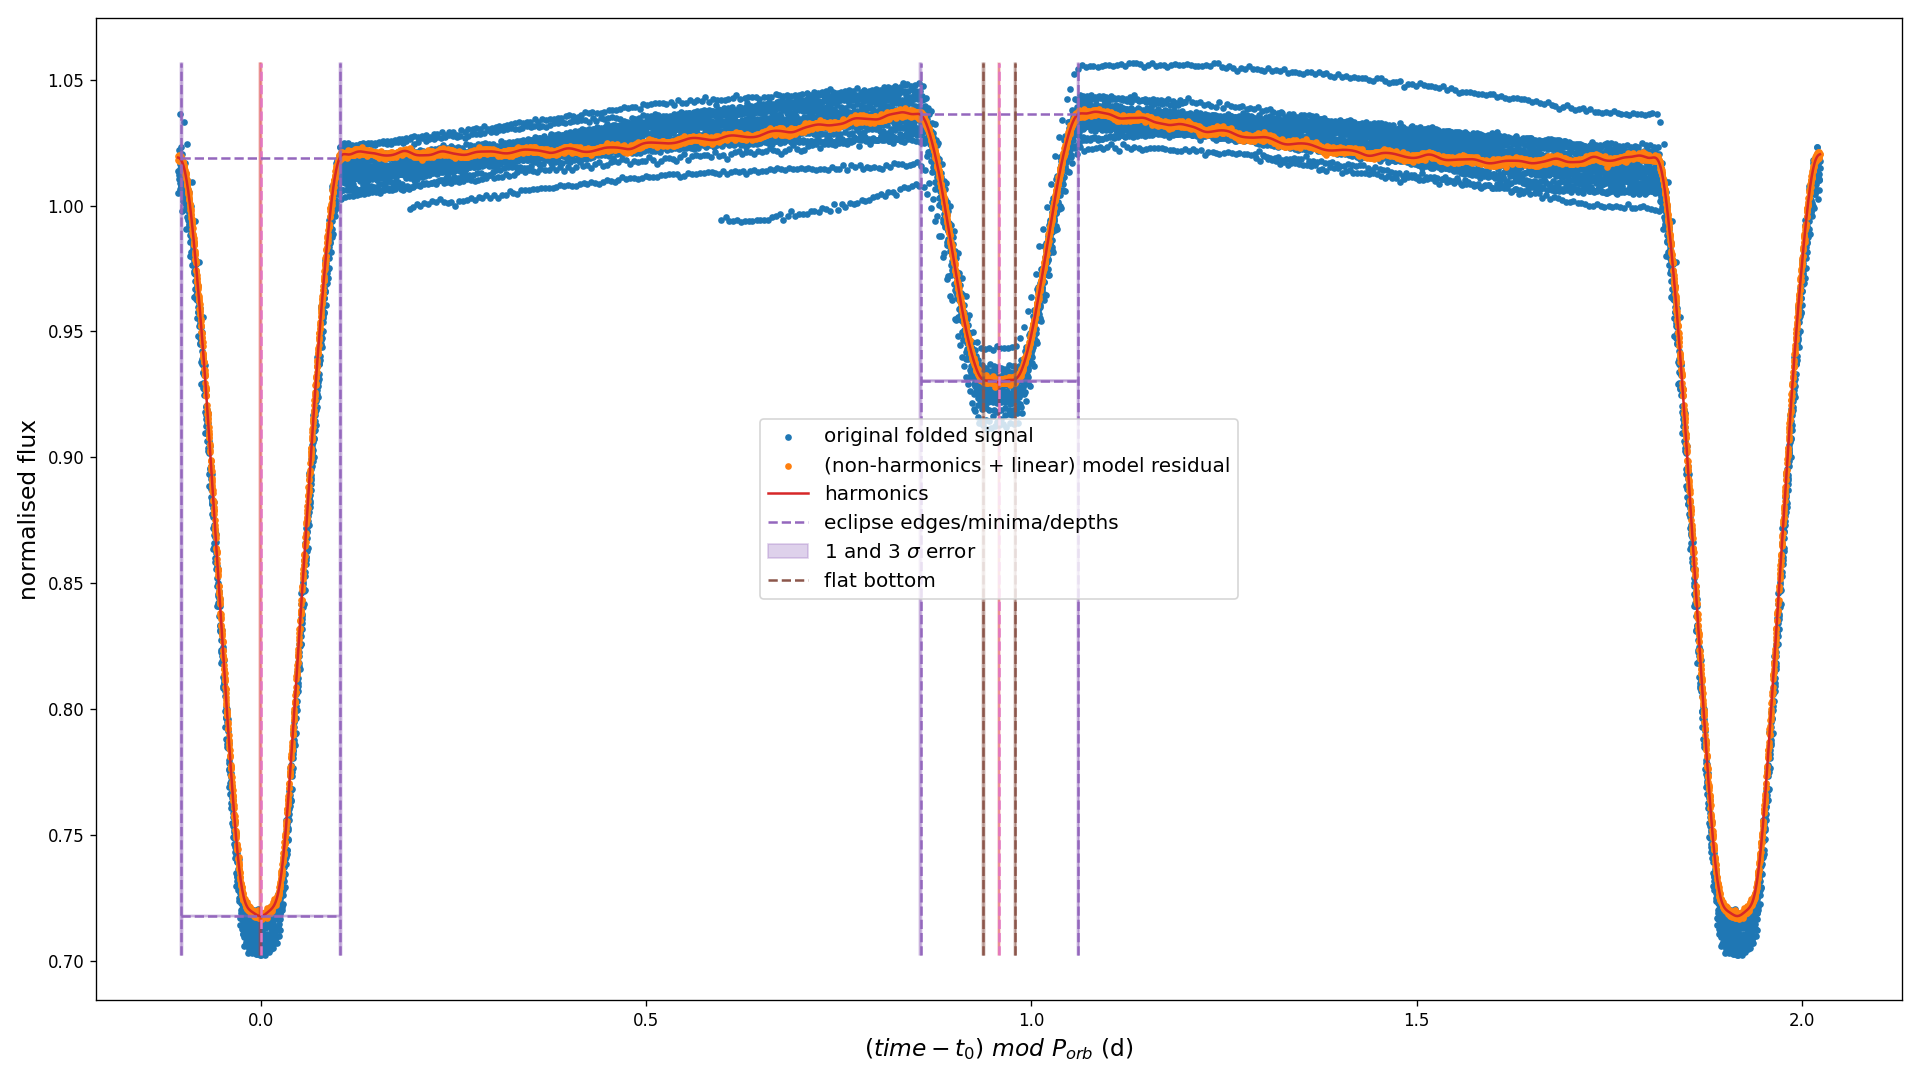 1.05
1.00
0.95
0.90
0.85
0.80
0.75
0.70
normalised flux
original folded signal
(non-harmonics + linear) model residual
harmonics
eclipse edges/minima/depths
1 and 3 σ error
flat bottom
0.0 0.5 1.0 1.5 2.0
(time − t₀) mod Pₒᵣb (d)